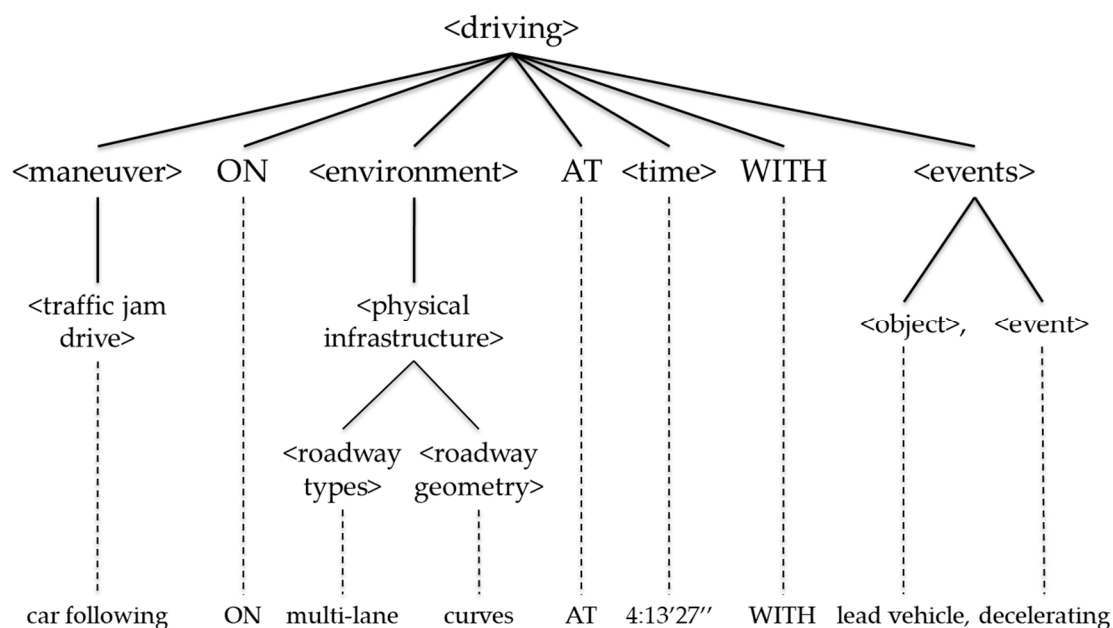 <driving>
<maneuver> ON <environment> AT <time> WITH <events>
<traffic jam
drive>
<physical
infrastructure>
<object>, <event>
<roadway
types>
<roadway
geometry>
car following ON multi-lane curves AT 4:13'27'' WITH lead vehicle, decelerating